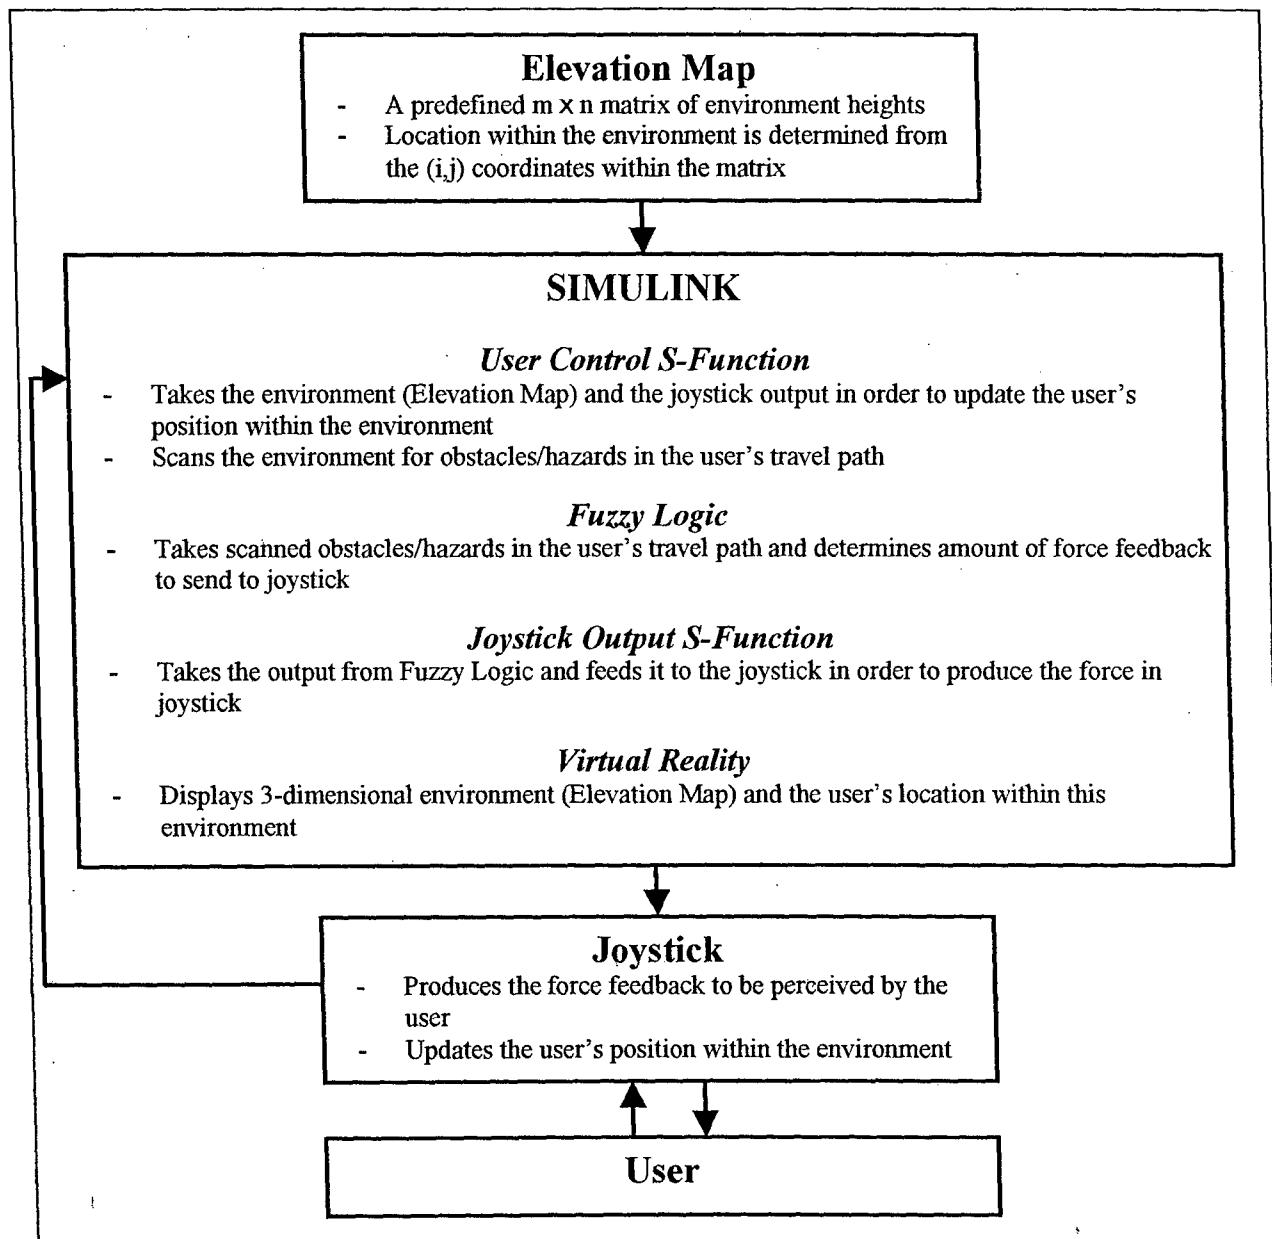 Elevation Map
- A predefined m x n matrix of environment heights
- Location within the environment is determined from
the (i,j) coordinates within the matrix
SIMULINK
User Control S-Function
- Takes the environment (Elevation Map) and the joystick output in order to update the user's
position within the environment
- Scans the environment for obstacles/hazards in the user's travel path
Fuzzy Logic
- Takes scanned obstacles/hazards in the user's travel path and determines amount of force feedback
to send to joystick
Joystick Output S-Function
- Takes the output from Fuzzy Logic and feeds it to the joystick in order to produce the force in
joystick
Virtual Reality
- Displays 3-dimensional environment (Elevation Map) and the user's location within this
environment
Joystick
- Produces the force feedback to be perceived by the
user
- Updates the user's position within the environment
User